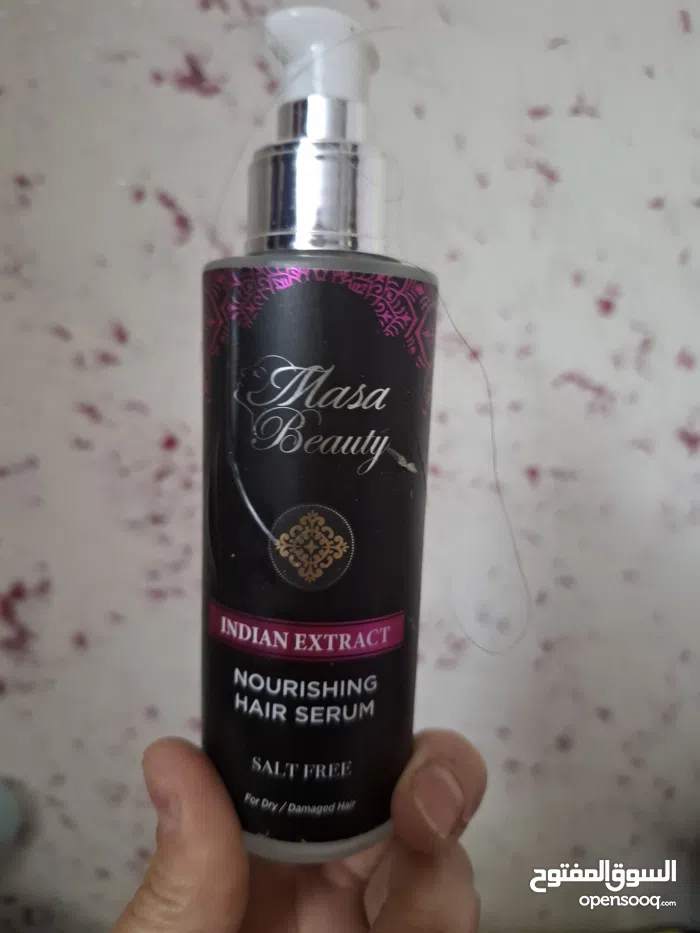 Masa
Beauty
INDIAN EXTRACT
NOURISHING
HAIR SERUM
SALT FREE
For Dry / Damaged Hair
السوق المفتوح
opensooq.com